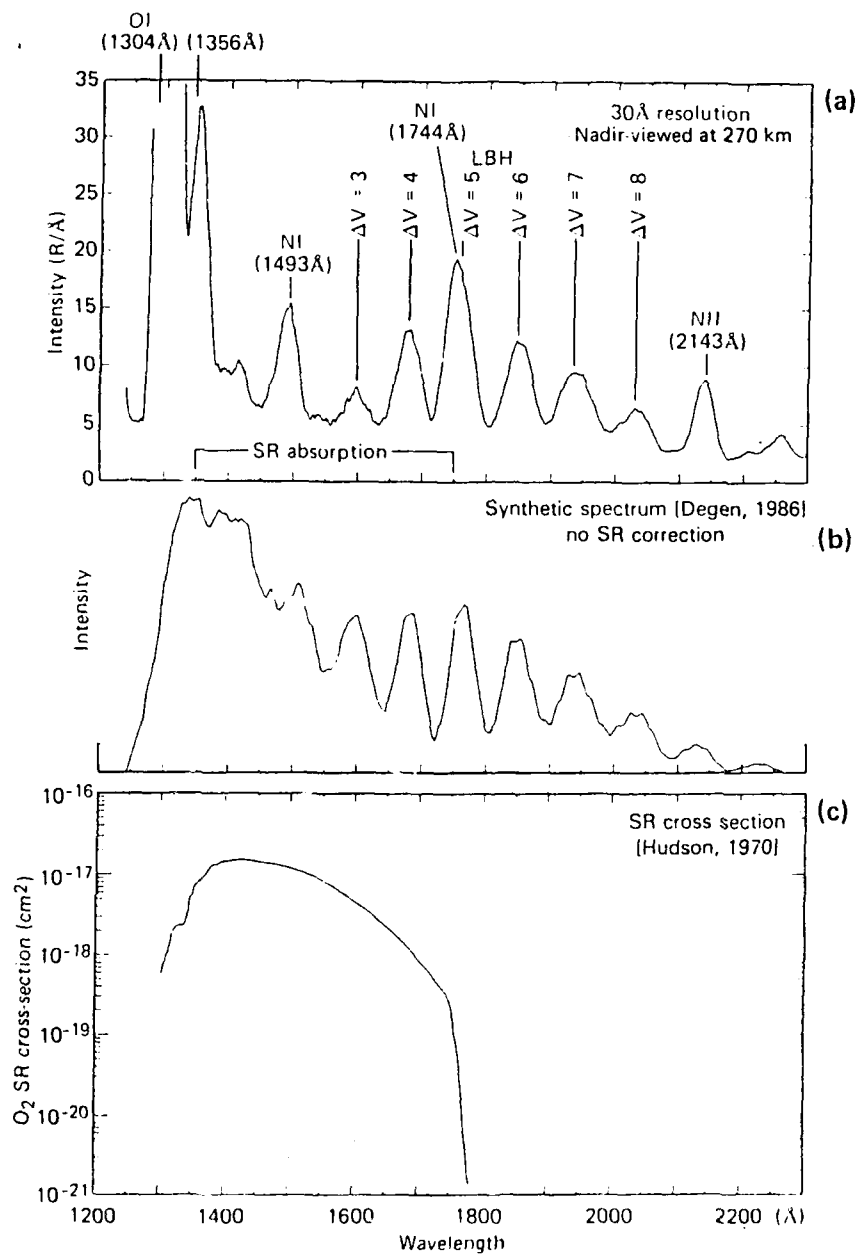 OI
(1304Å) (1356Å)
(a)
35
30
25
20
15
10
5
0
Intensity (R/Å)
30Å resolution
Nadir-viewed at 270 km
NI
(1744Å)
LBH
NI
(1493Å)
ΔV = 3
ΔV = 4
ΔV = 5
ΔV = 6
ΔV = 7
ΔV = 8
NII
(2143Å)
SR absorption
Synthetic spectrum [Degen, 1986]
no SR correction
(b)
Intensity
(c)
SR cross section
[Hudson, 1970]
10-16
10-17
10-18
10-19
10-20
10-21
O2 SR cross-section (cm2)
1200 1400 1600 1800 2000 2200 (Å)
Wavelength